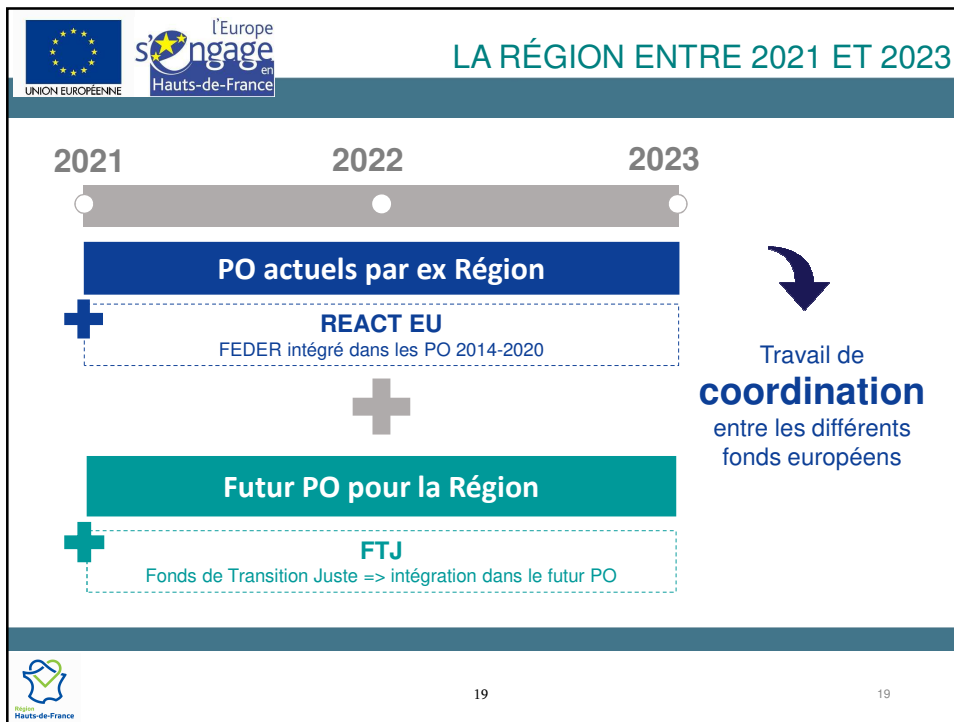 UNION EUROPÉENNE
l'Europe
s'engage
en
Hauts-de-France
LA RÉGION ENTRE 2021 ET 2023
2021 2022 2023
PO actuels par ex Région
REACT EU
FEDER intégré dans les PO 2014-2020
Futur PO pour la Région
FTJ
Fonds de Transition Juste => intégration dans le futur PO
Travail de
coordination
entre les différents
fonds européens
Région
Hauts-de-France
19
19